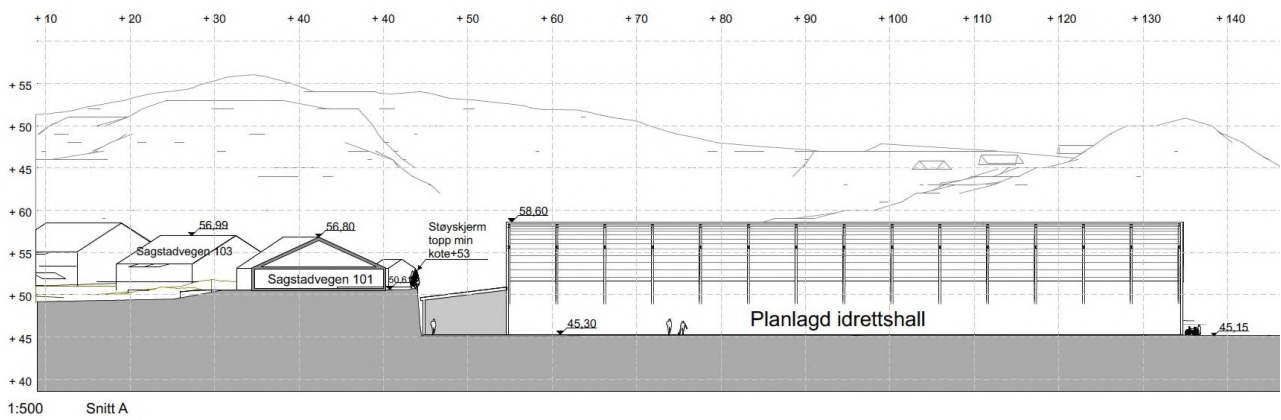 + 10 + 20 + 30 + 40 + 50 + 60 + 70 + 80 + 90 + 100 + 110 + 120 + 130 + 140
+ 55
+ 50
+ 45
+ 60
58,60
56,99
56,80
Støyskjerm
topp min
kote+53
+ 55
Sagstadvegen 103
Sagstadvegen 101
+ 50
45,30
Planlagd idrettshall
45,15
+ 45
+ 40
1:500 Snitt A